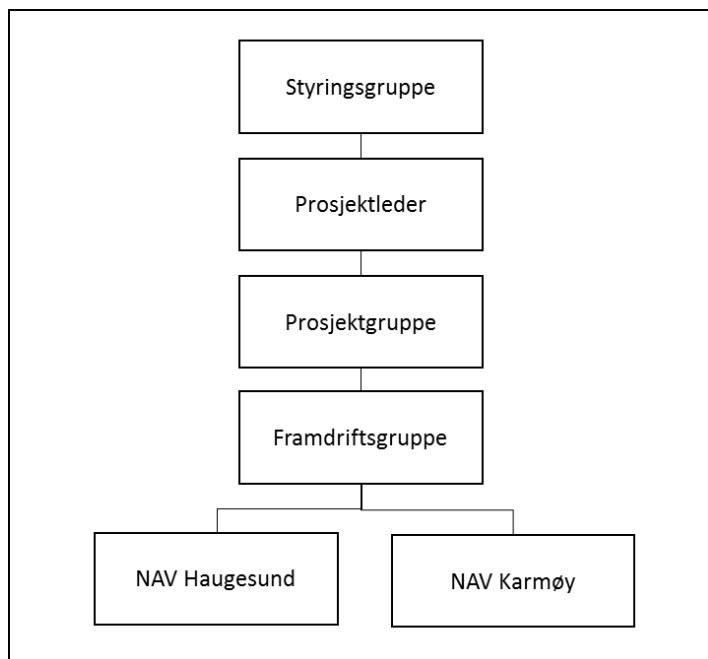 Styringsgruppe
Prosjektleder
Prosjektgruppe
Framdriftsgruppe
NAV Haugesund
NAV Karmøy